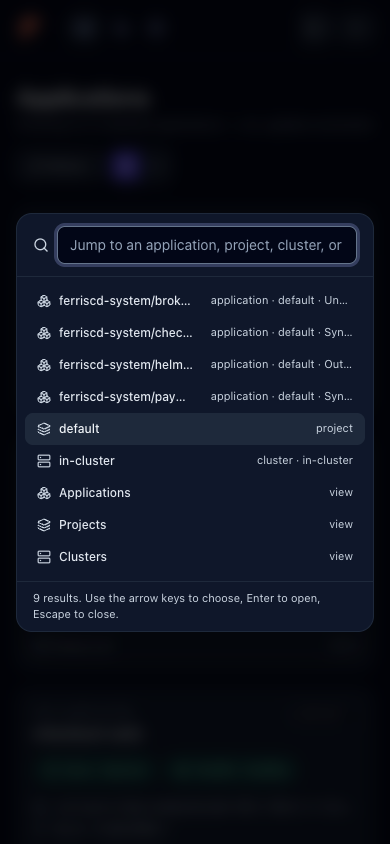 Jump to an application, project, cluster, or
ferriscd-system/brok... application · default · Un...
ferriscd-system/chec... application · default · Syn...
ferriscd-system/helm... application · default · Out...
ferriscd-system/pay... application · default · Syn...
default project
in-cluster cluster · in-cluster
Applications view
Projects view
Clusters view
9 results. Use the arrow keys to choose, Enter to open,
Escape to close.